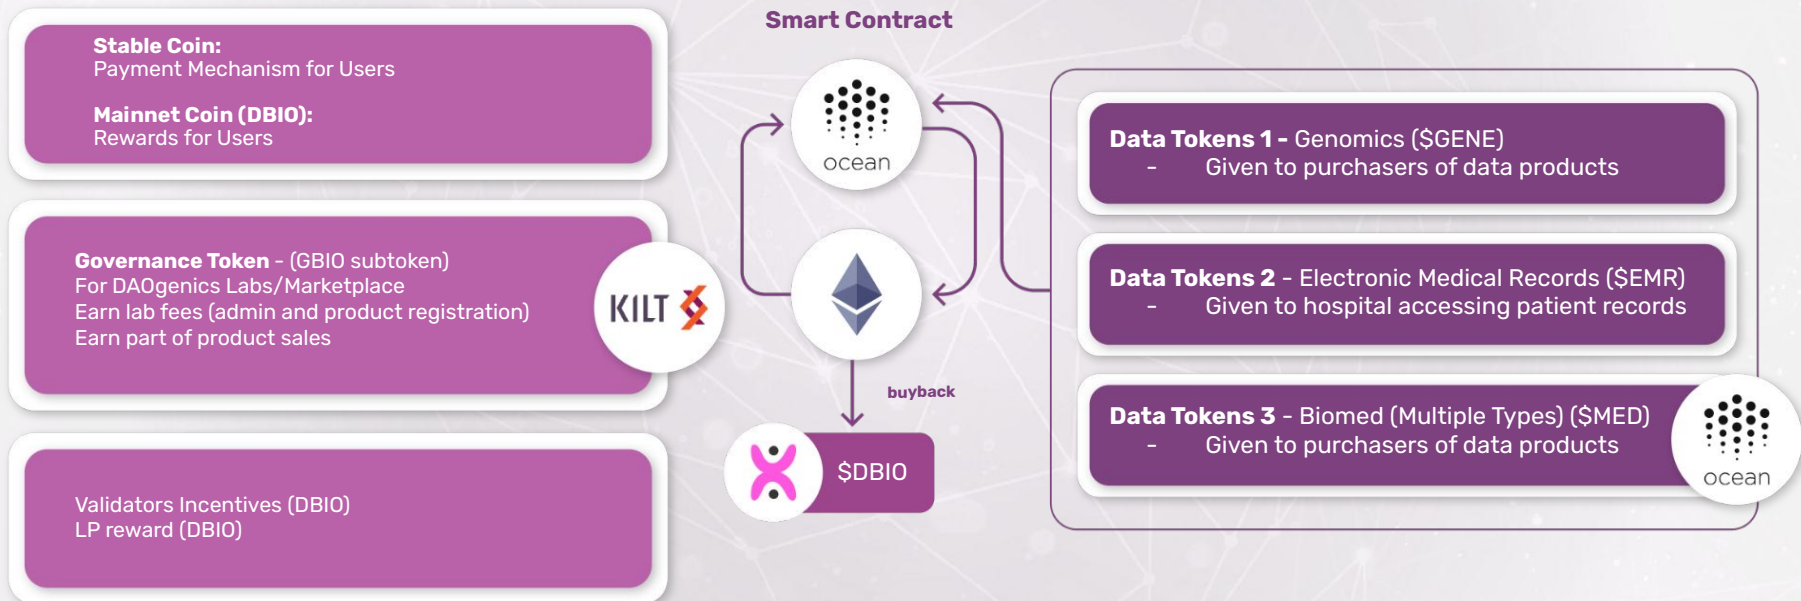 Smart Contract
Stable Coin:
Payment Mechanism for Users
Mainnet Coin (DBIO):
Rewards for Users
Governance Token - (GBIO subtoken)
For DAOgenics Labs/Marketplace
Earn lab fees (admin and product registration)
Earn part of product sales
KILT
Validators Incentives (DBIO)
LP reward (DBIO)
ocean
buyback
$DBIO
Data Tokens 1 - Genomics ($GENE)
- Given to purchasers of data products
Data Tokens 2 - Electronic Medical Records ($EMR)
- Given to hospital accessing patient records
Data Tokens 3 - Biomed (Multiple Types) ($MED)
- Given to purchasers of data products
ocean